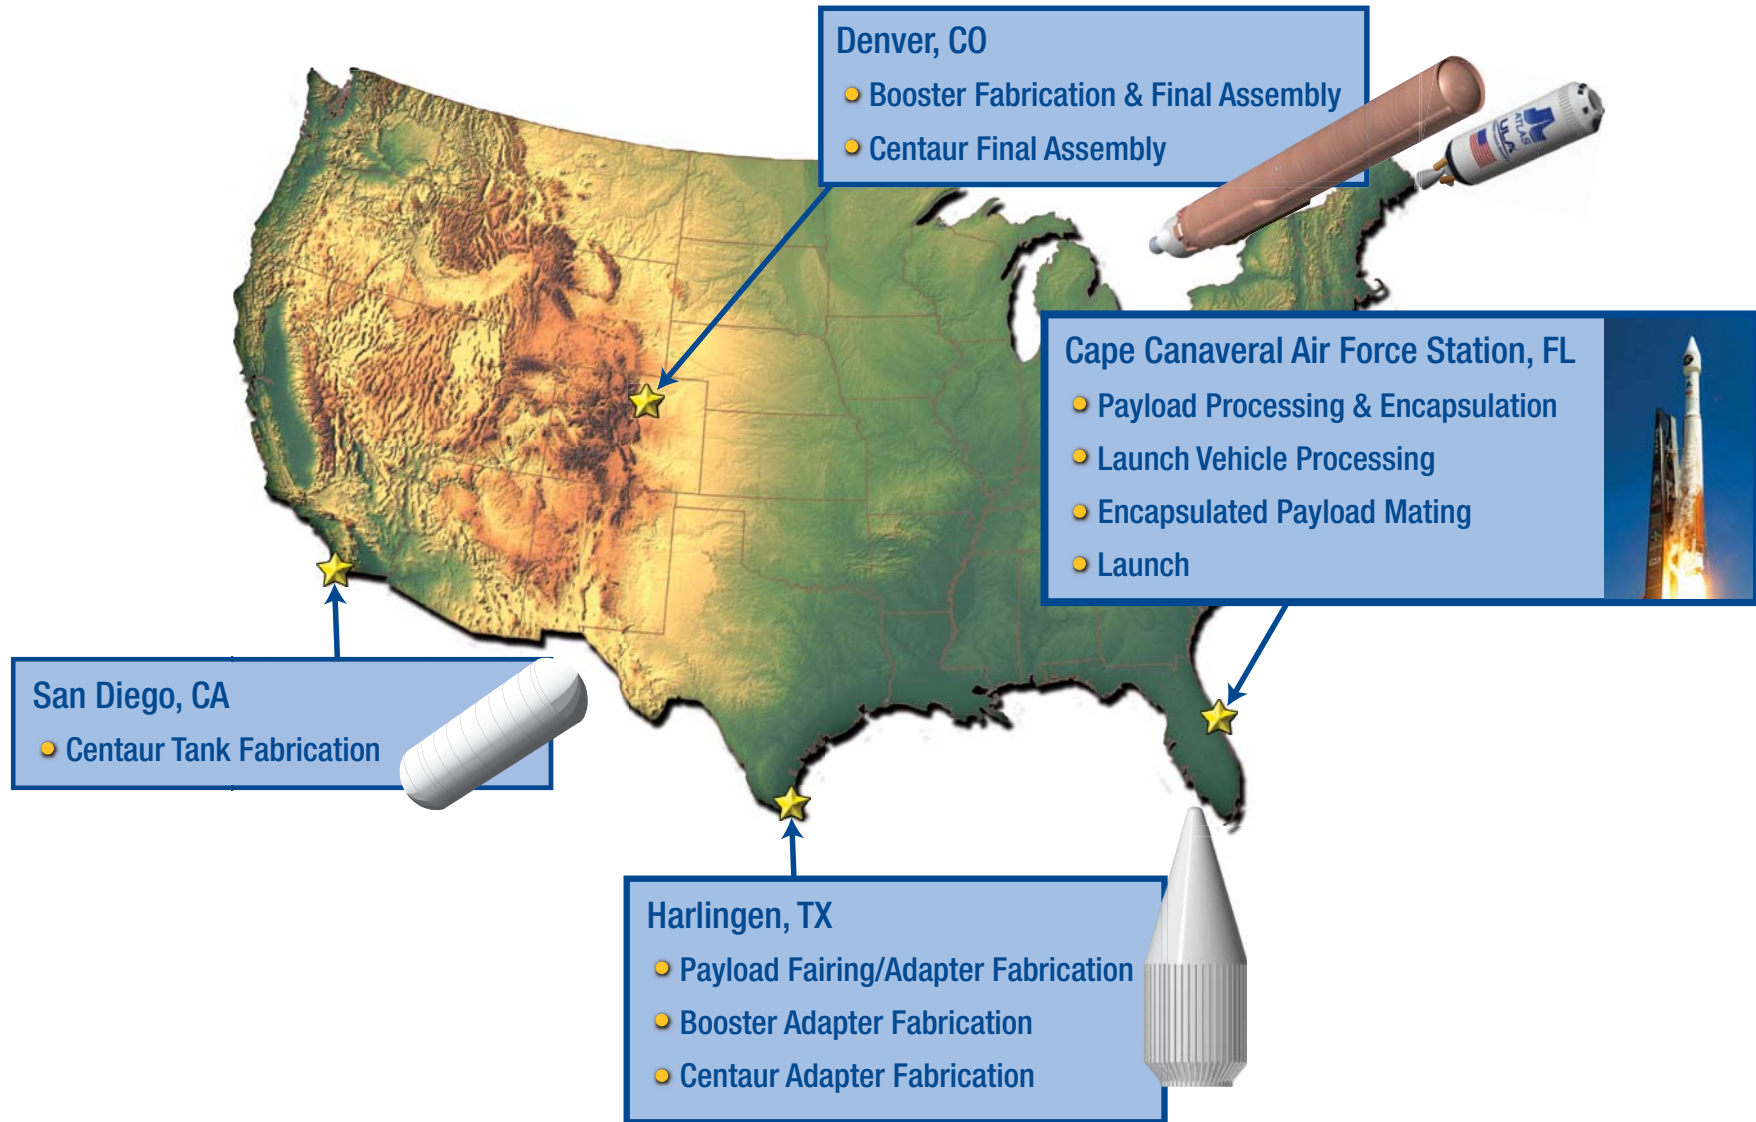 Denver, CO
Booster Fabrication & Final Assembly
Centaur Final Assembly
ATLAS
ULA
Cape Canaveral Air Force Station, FL
Payload Processing & Encapsulation
Launch Vehicle Processing
Encapsulated Payload Mating
Launch
San Diego, CA
Centaur Tank Fabrication
Harlingen, TX
Payload Fairing/Adapter Fabrication
Booster Adapter Fabrication
Centaur Adapter Fabrication